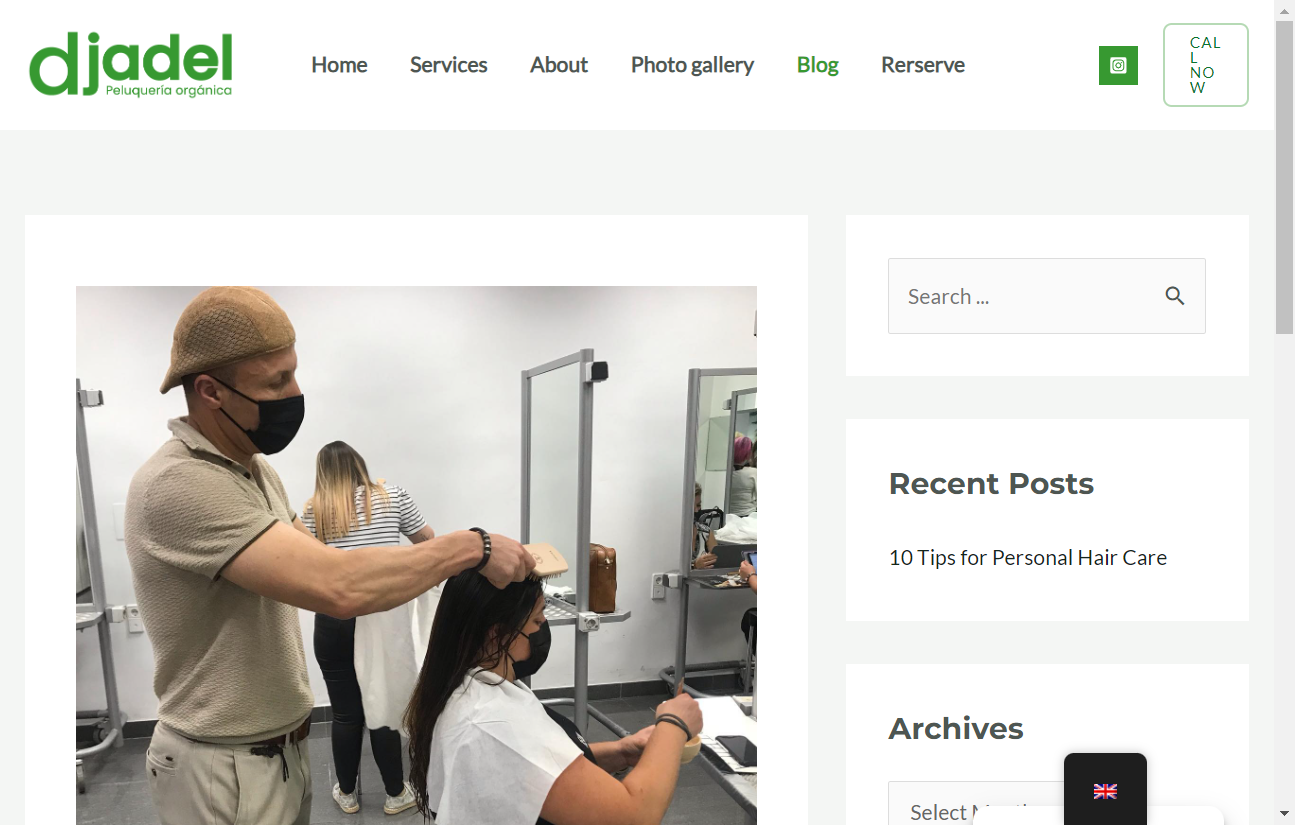 djadel
Peluquería orgánica
Home
Services
About
Photo gallery
Blog
Rerserve
CAL
L
NO
W
Search ...
Recent Posts
10 Tips for Personal Hair Care
Archives
Select